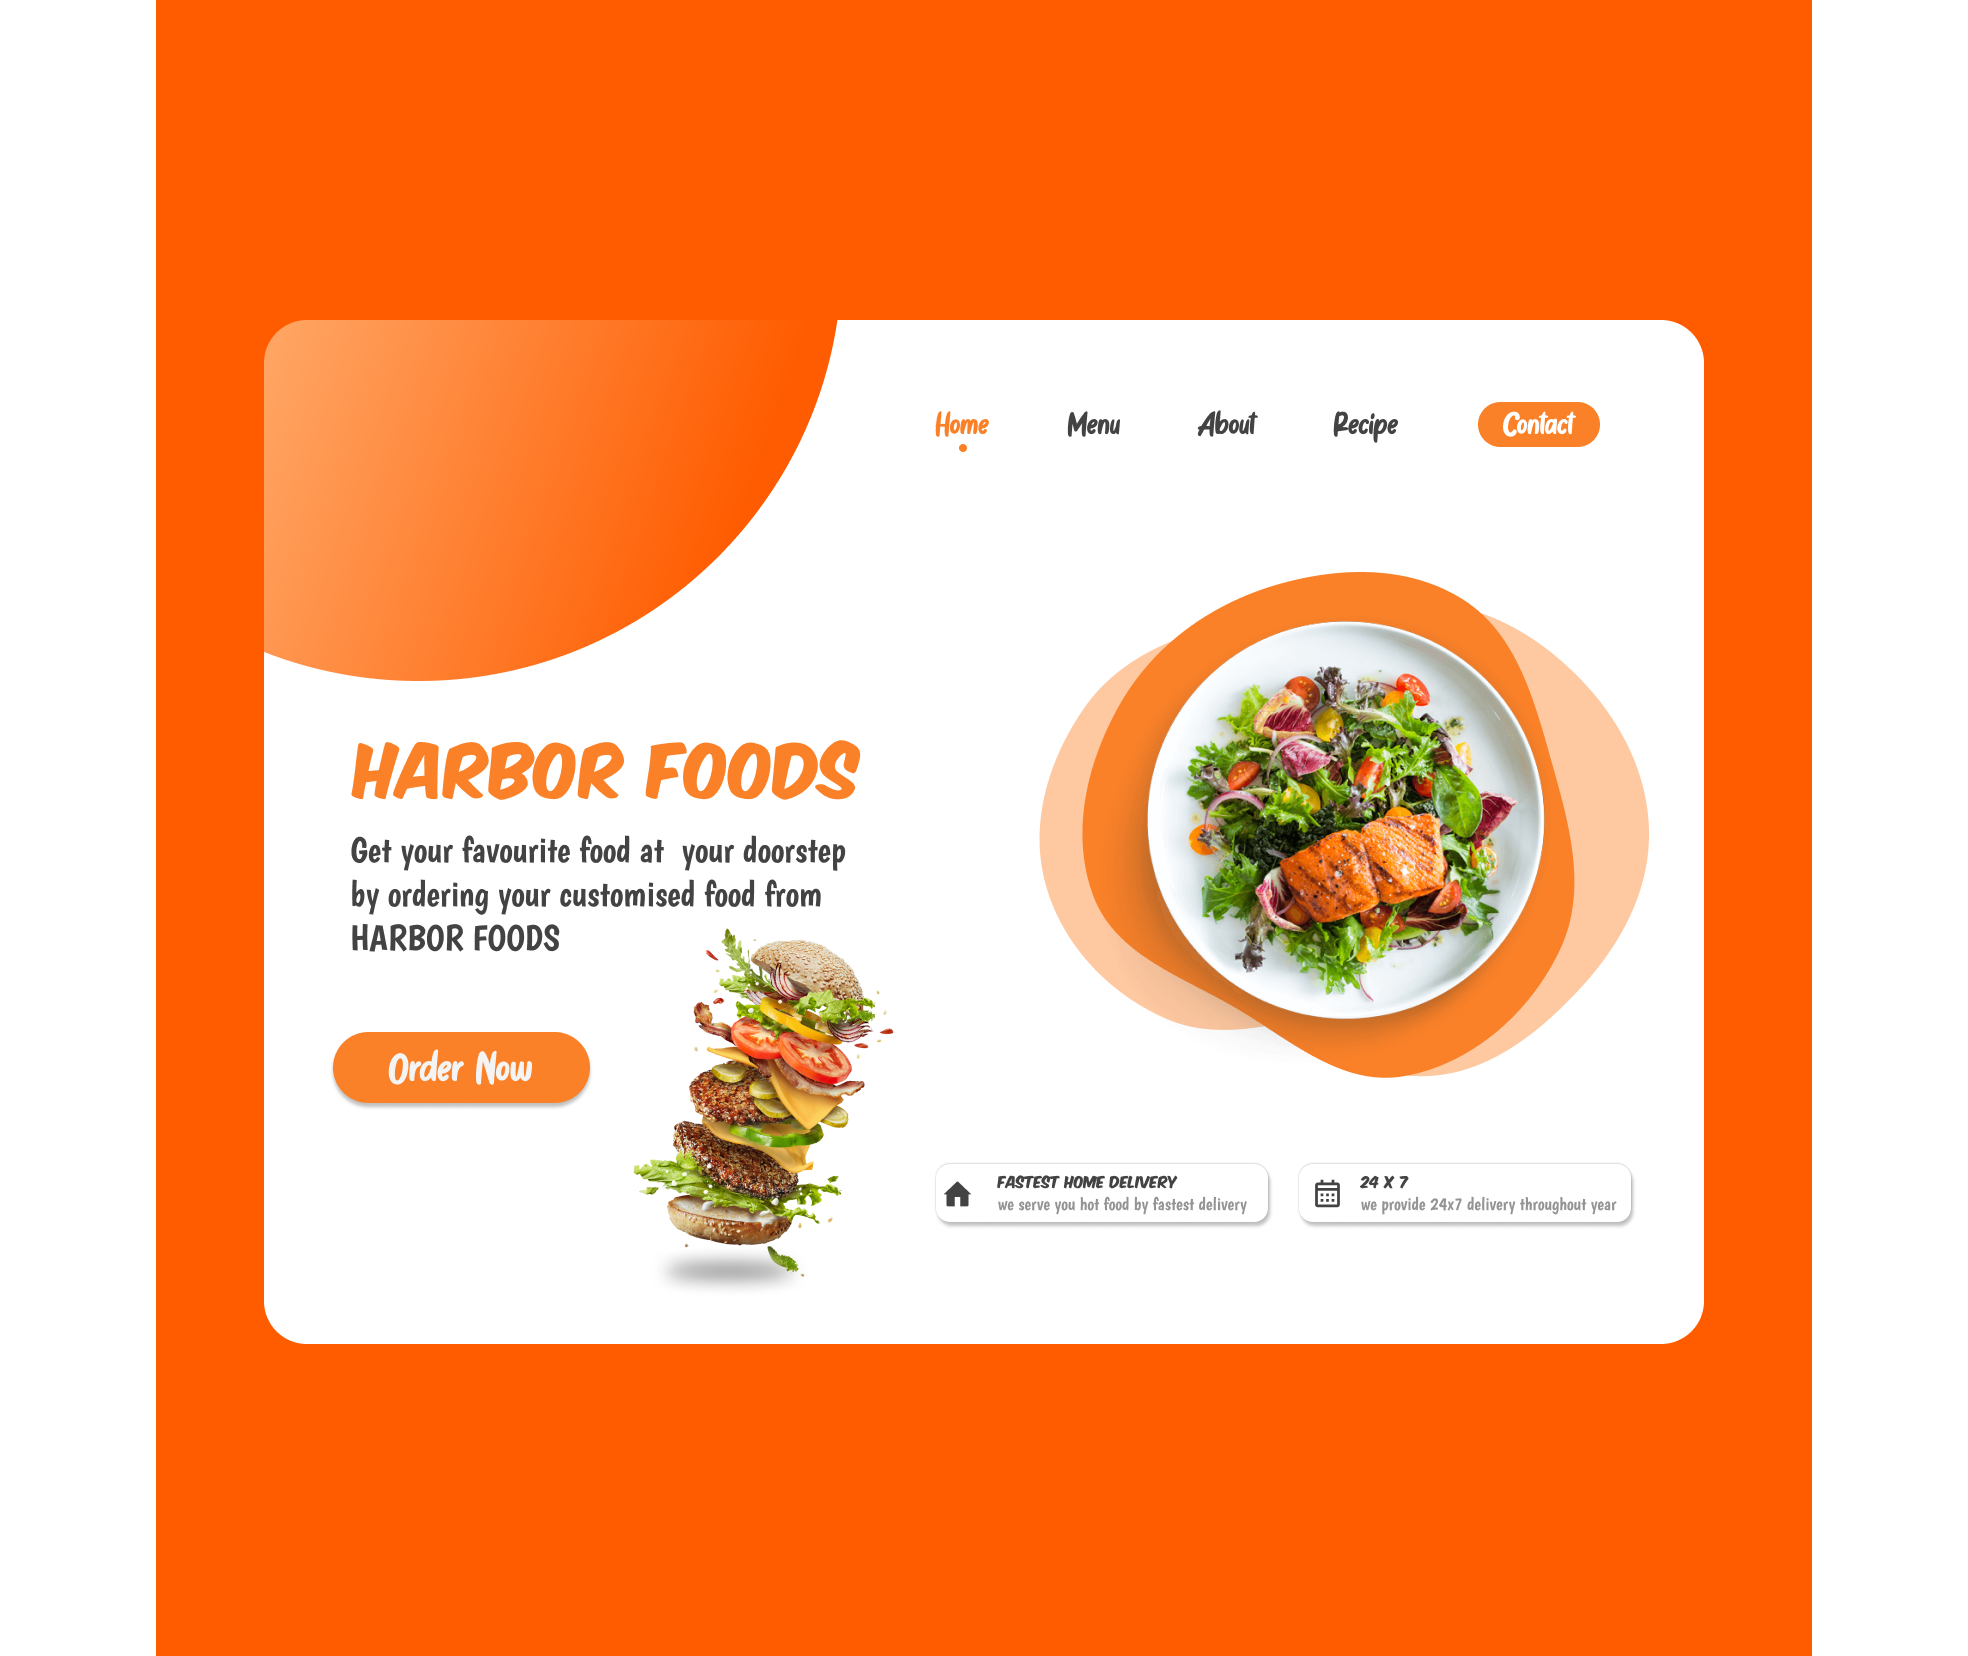 Home Menu About Recipe Contact
HARBOR FOODS
Get your favourite food at  your doorstep
by ordering your customised food from
HARBOR FOODS
Order Now
FASTEST HOME DELIVERY
we serve you hot food by fastest delivery
24 X 7
we provide 24x7 delivery throughout year